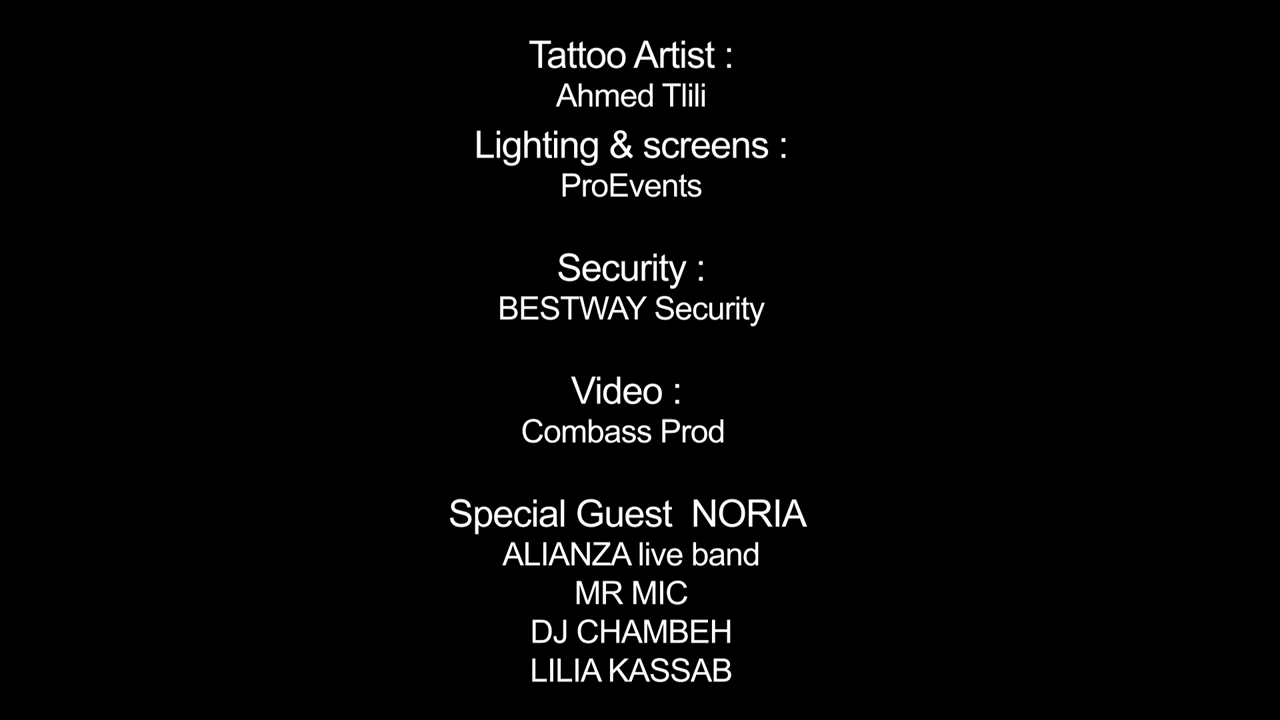 Tattoo Artist :
Ahmed Tlili
Lighting & screens :
ProEvents
Security :
BESTWAY Security
Video :
Combass Prod
Special Guest  NORIA
ALIANZA live band
MR MIC
DJ CHAMBEH
LILIA KASSAB